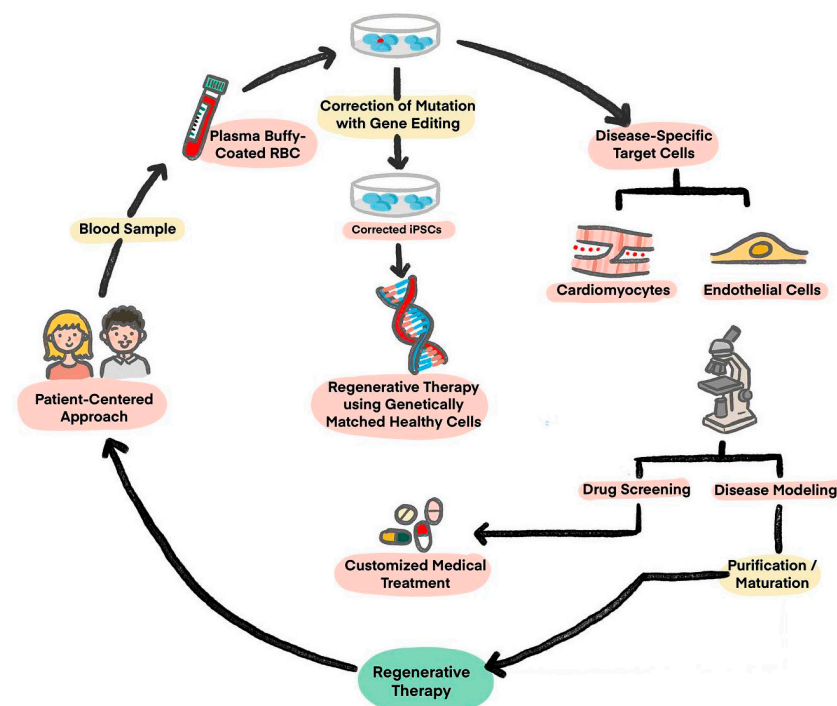 Correction of Mutation
with Gene Editing
Plasma Buffy-
Coated RBC
Disease-Specific
Target Cells
Blood Sample
Corrected iPSCs
Cardiomyocytes
Endothelial Cells
Patient-Centered
Approach
Regenerative Therapy
using Genetically
Matched Healthy Cells
Drug Screening
Disease Modeling
Customized Medical
Treatment
Purification /
Maturation
Regenerative
Therapy